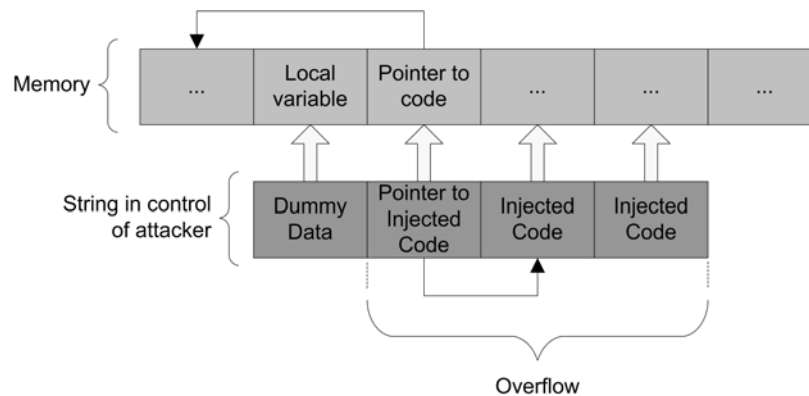 Memory
...
Local
variable
Pointer to
code
...
...
...
String in control
of attacker
Dummy
Data
Pointer to
Injected
Code
Injected
Code
Injected
Code
Overflow